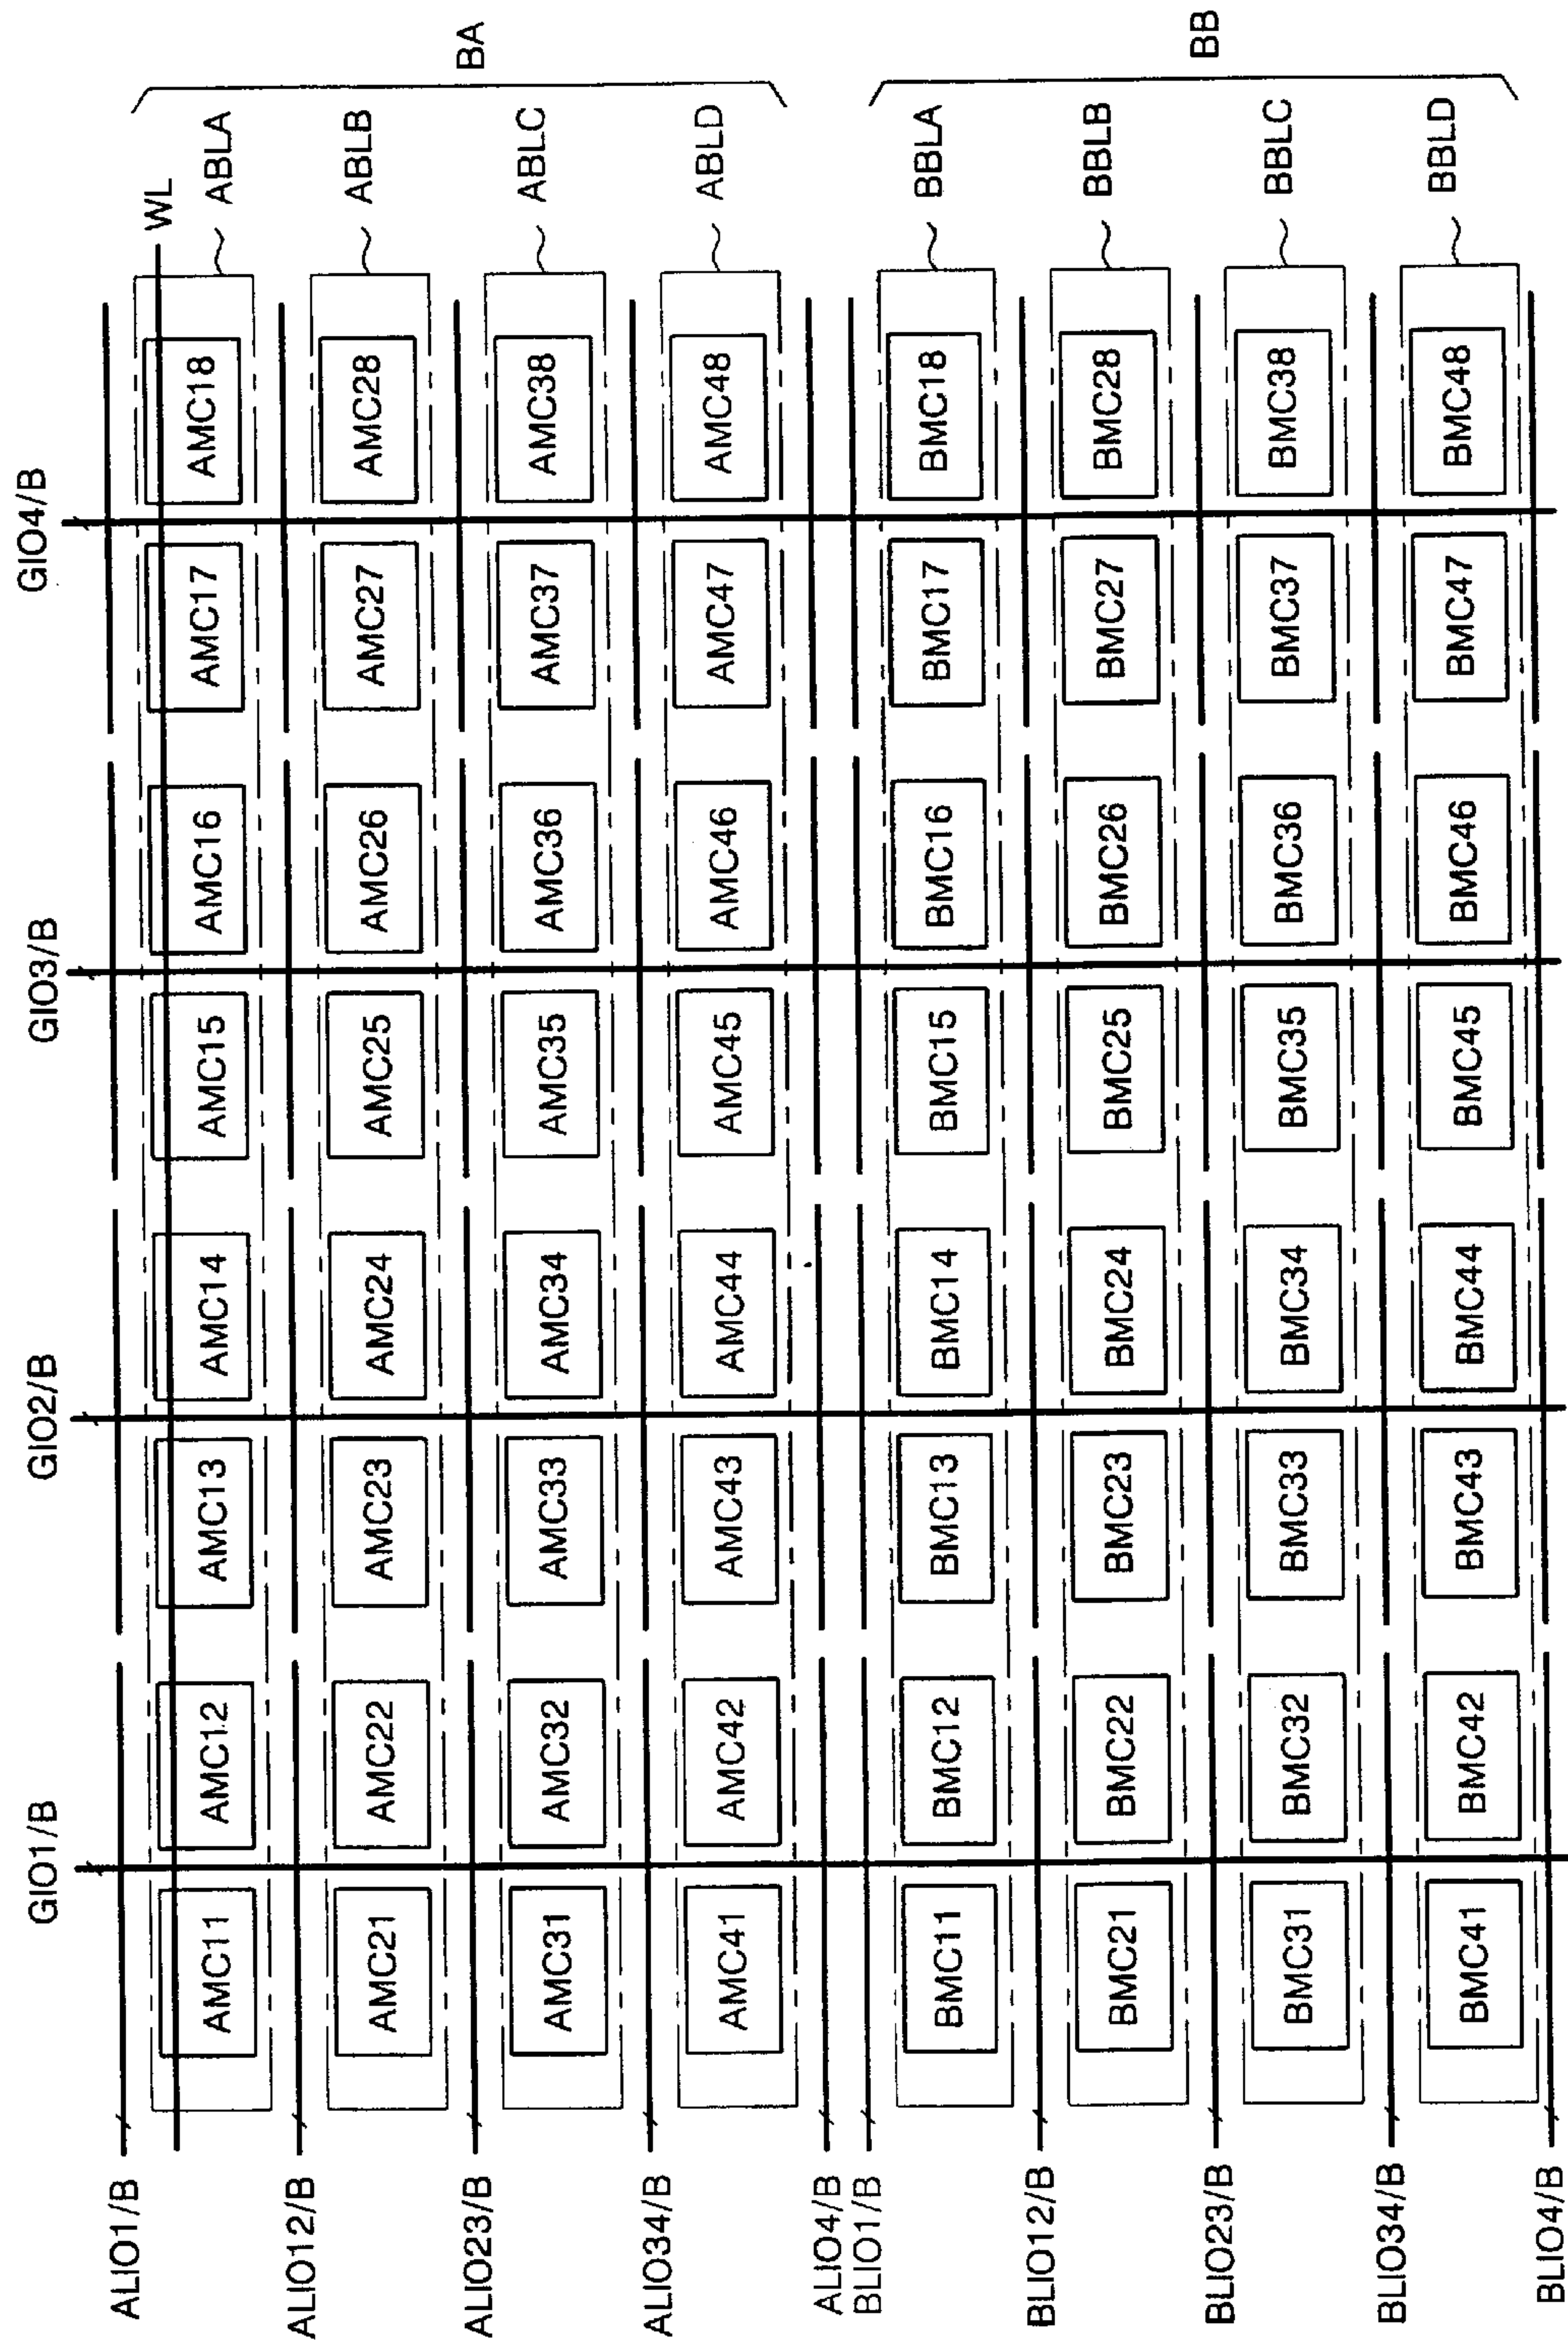 GIO1/B GIO2/B GIO3/B GIO4/B
ALIO1/B
WL
AMC11 AMC12 AMC13 AMC14 AMC15 AMC16 AMC17 AMC18 ABLA
ALIO12/B
AMC21 AMC22 AMC23 AMC24 AMC25 AMC26 AMC27 AMC28 ABLB
BA
ALIO23/B
AMC31 AMC32 AMC33 AMC34 AMC35 AMC36 AMC37 AMC38 ABLC
ALIO34/B
AMC41 AMC42 AMC43 AMC44 AMC45 AMC46 AMC47 AMC48 ABLD
ALIO4/B
BLIO1/B
BMC11 BMC12 BMC13 BMC14 BMC15 BMC16 BMC17 BMC18 BBLA
BLIO12/B
BMC21 BMC22 BMC23 BMC24 BMC25 BMC26 BMC27 BMC28 BBLB
BB
BLIO23/B
BMC31 BMC32 BMC33 BMC34 BMC35 BMC36 BMC37 BMC38 BBLC
BLIO34/B
BMC41 BMC42 BMC43 BMC44 BMC45 BMC46 BMC47 BMC48 BBLD
BLIO4/B